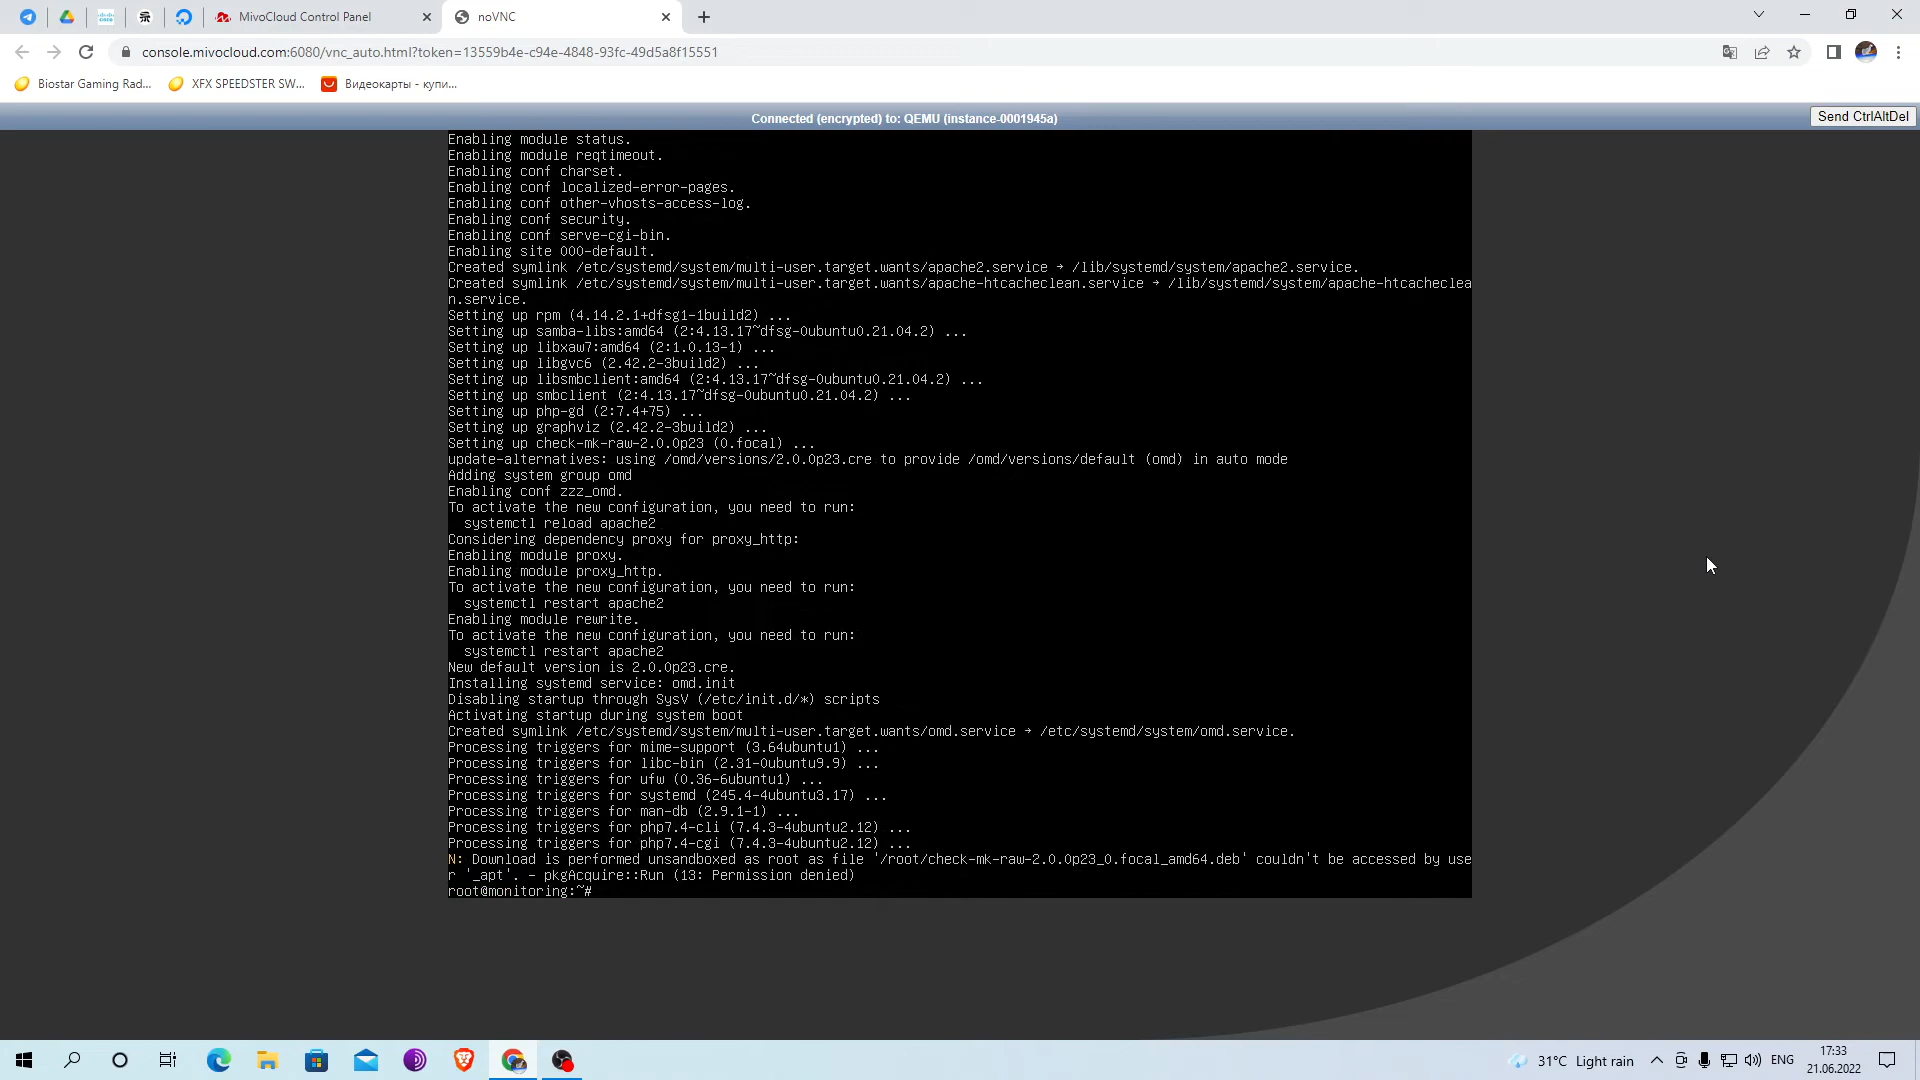 MivoCloud Control Panel
noVNC
console.mivocloud.com:6080/vnc_auto.html?token=13559b4e-c94e-4848-93fc-49d5a8f15551
Biostar Gaming Rad...
XFX SPEEDSTER SW...
Видеокарты - купи...
Connected (encrypted) to: QEMU (instance-0001945a)
Send CtrlAltDel
Enabling module status.
Enabling module reqtimeout.
Enabling conf charset.
Enabling conf localized-error-pages.
Enabling conf other-vhosts-access-log.
Enabling conf security.
Enabling conf serve-cgi-bin.
Enabling site 000-default.
Created symlink /etc/systemd/system/multi-user.target.wants/apache2.service → /lib/systemd/system/apache2.service.
Created symlink /etc/systemd/system/multi-user.target.wants/apache-htcacheclean.service → /lib/systemd/system/apache-htcacheclea
n.service.
Setting up rpm (4.14.2.1+dfsg1-1build2) ...
Setting up samba-libs:amd64 (2:4.13.17~dfsg-0ubuntu0.21.04.2) ...
Setting up libxaw7:amd64 (2:1.0.13-1) ...
Setting up libgvc6 (2.42.2-3build2) ...
Setting up libsmbclient:amd64 (2:4.13.17~dfsg-0ubuntu0.21.04.2) ...
Setting up smbclient (2:4.13.17~dfsg-0ubuntu0.21.04.2) ...
Setting up php-gd (2:7.4+75) ...
Setting up graphviz (2.42.2-3build2) ...
Setting up check-mk-raw-2.0.0p23 (0.focal) ...
update-alternatives: using /omd/versions/2.0.0p23.cre to provide /omd/versions/default (omd) in auto mode
Adding system group omd
Enabling conf zzz_omd.
To activate the new configuration, you need to run:
  systemctl reload apache2
Considering dependency proxy for proxy_http:
Enabling module proxy.
Enabling module proxy_http.
To activate the new configuration, you need to run:
  systemctl restart apache2
Enabling module rewrite.
To activate the new configuration, you need to run:
  systemctl restart apache2
New default version is 2.0.0p23.cre.
Installing systemd service: omd.init
Disabling startup through SysV (/etc/init.d/*) scripts
Activating startup during system boot
Created symlink /etc/systemd/system/multi-user.target.wants/omd.service → /etc/systemd/system/omd.service.
Processing triggers for mime-support (3.64ubuntu1) ...
Processing triggers for libc-bin (2.31-0ubuntu9.9) ...
Processing triggers for ufw (0.36-6ubuntu1) ...
Processing triggers for systemd (245.4-4ubuntu3.17) ...
Processing triggers for man-db (2.9.1-1) ...
Processing triggers for php7.4-cli (7.4.3-4ubuntu2.12) ...
Processing triggers for php7.4-cgi (7.4.3-4ubuntu2.12) ...
N: Download is performed unsandboxed as root as file '/root/check-mk-raw-2.0.0p23_0.focal_amd64.deb' couldn't be accessed by use
r '_apt'. - pkgAcquire::Run (13: Permission denied)
root@monitoring:~#
31°C Light rain
ENG
17:33
21.06.2022